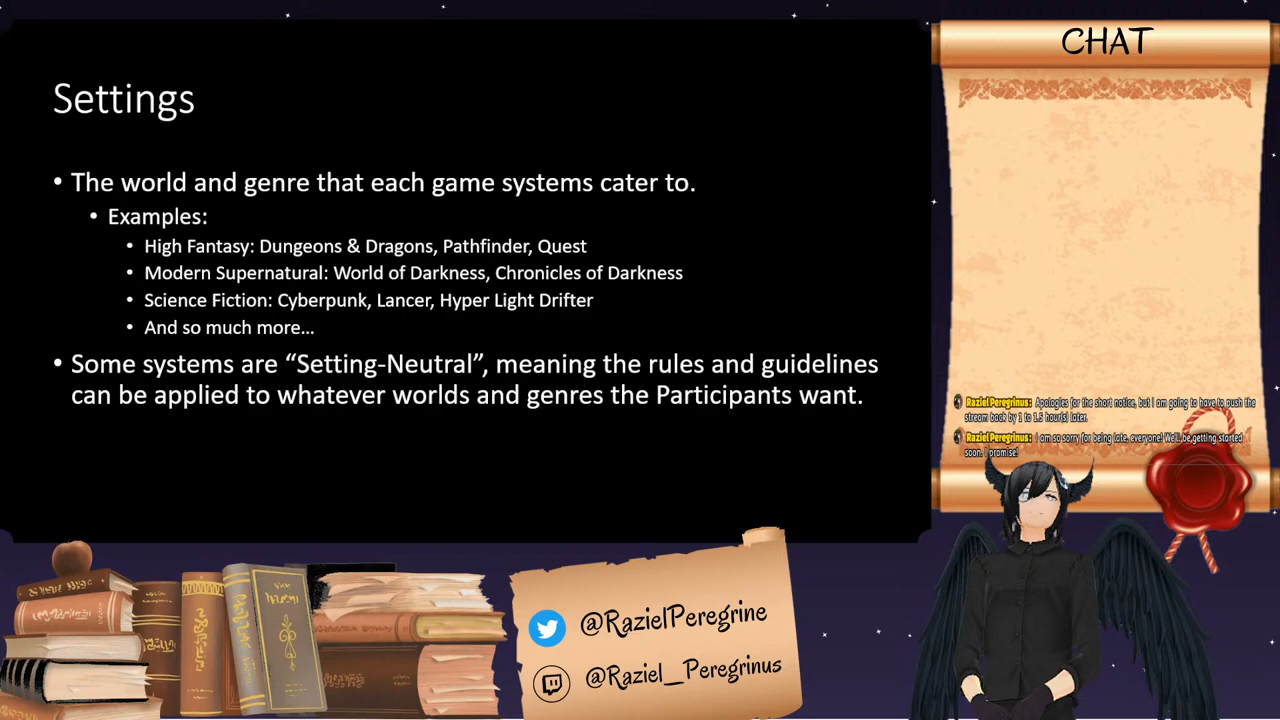 Settings
• The world and genre that each game systems cater to.
• Examples:
• High Fantasy: Dungeons & Dragons, Pathfinder, Quest
• Modern Supernatural: World of Darkness, Chronicles of Darkness
• Science Fiction: Cyberpunk, Lancer, Hyper Light Drifter
• And so much more…
• Some systems are “Setting-Neutral”, meaning the rules and guidelines
can be applied to whatever worlds and genres the Participants want.
CHAT
RazielPeregrinus: Apologies for the short notice, but I am going to have to push the
stream back by 1 to 1.5 hour(s) later.
RazielPeregrinus: I am so sorry for being late, everyone! We'll be getting started
soon, I promise!
@RazielPeregrine
@Raziel_Peregrinus